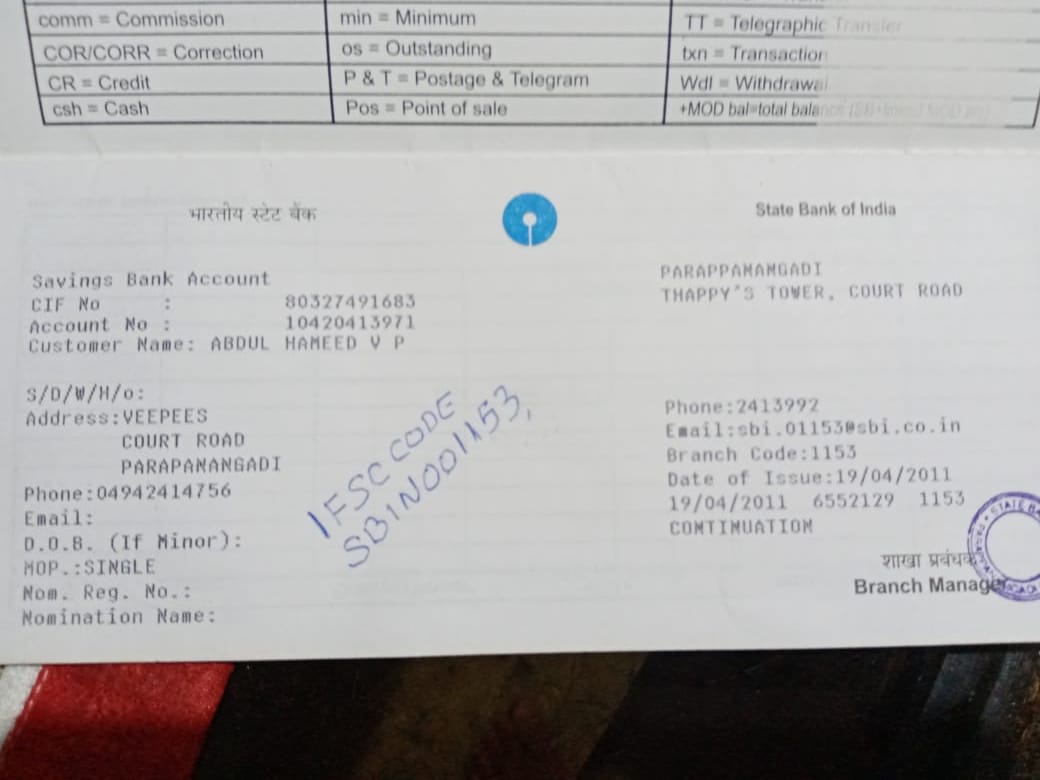 comm = Commission
min = Minimum
TT = Telegraphic Transfer
COR/CORR = Correction
os = Outstanding
txn = Transaction
CR = Credit
P & T = Postage & Telegram
Wdl = Withdrawal
csh = Cash
Pos = Point of sale
+MOD bal=total balance
भारतीय स्टेट बैंक
State Bank of India
Savings Bank Account
CIF No : 80327491683
Account No : 10420413971
Customer Name: ABDUL HAMEED V P
PARAPPANANGADI
THAPPY'S TOWER, COURT ROAD
S/D/W/H/o:
Address:VEEPEES
COURT ROAD
PARAPANANGADI
Phone:04942414756
Email:
D.O.B. (If Minor):
MOP.:SINGLE
Nom. Reg. No.:
Nomination Name:
IFSC CODE
SBIN001153,
Phone:2413992
Email:sbi.01153@sbi.co.in
Branch Code:1153
Date of Issue:19/04/2011
19/04/2011 6552129 1153
CONTINUATION
शाखा प्रबंधक
Branch Manager
STATE BA